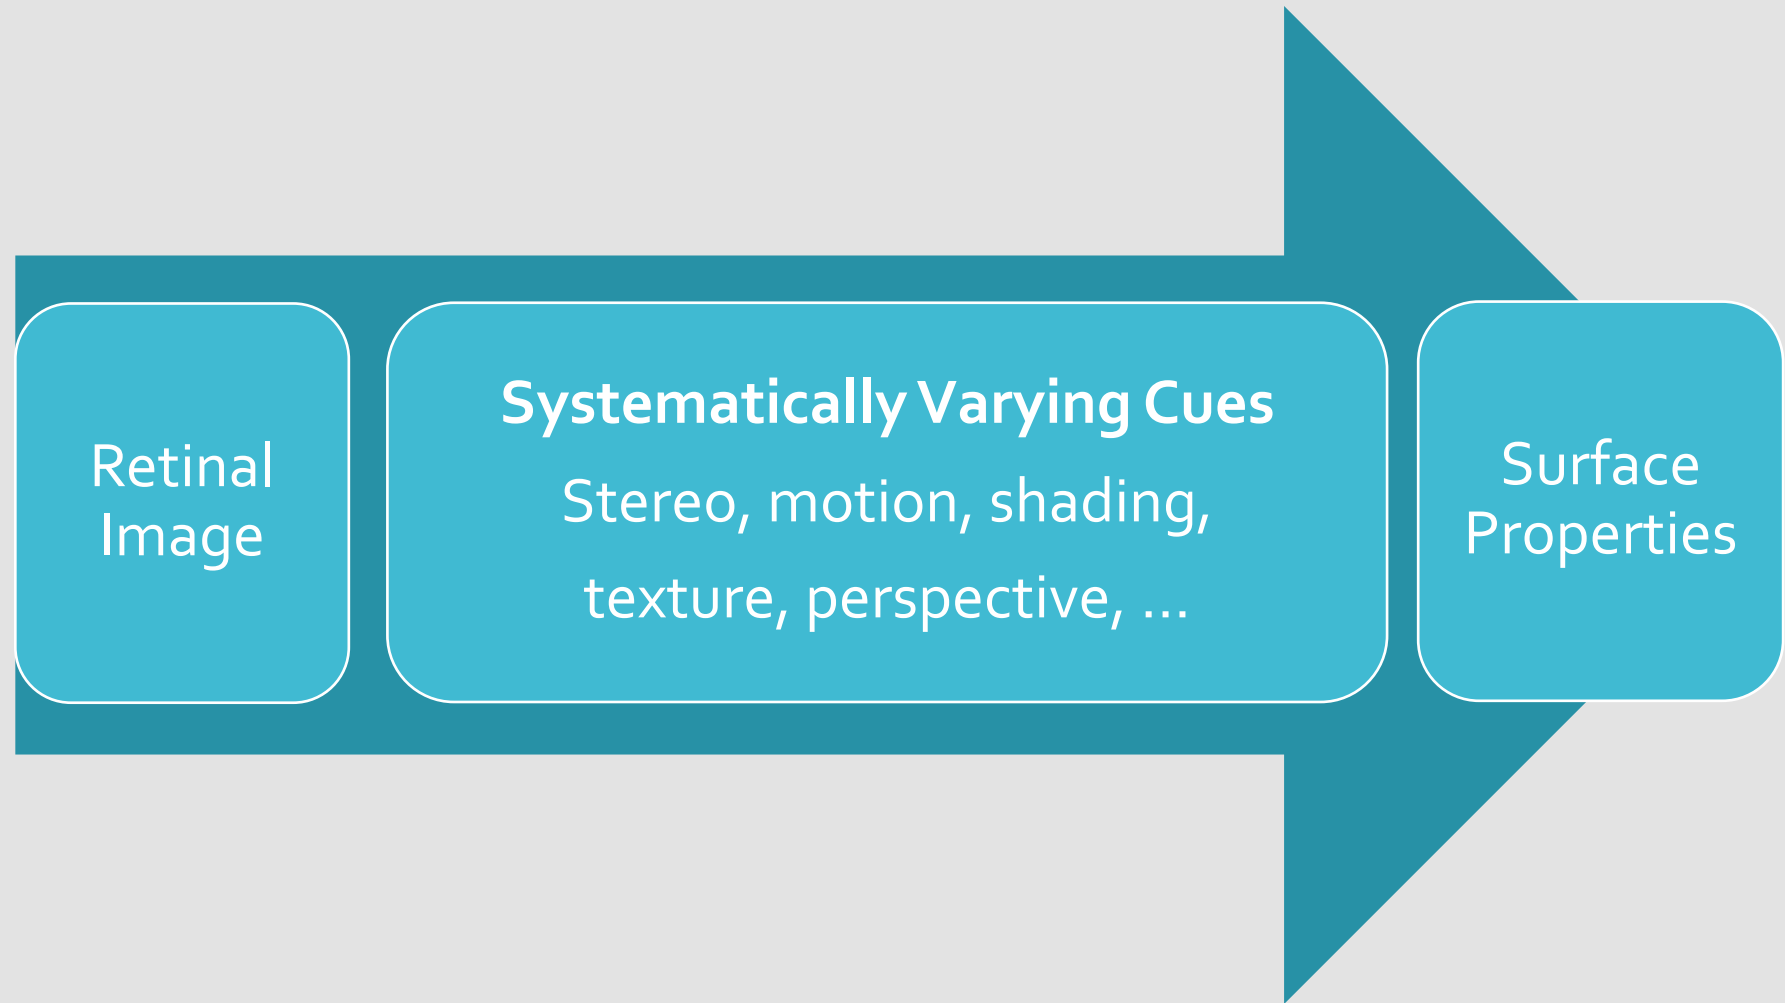 Retinal
Image
Systematically Varying Cues
Stereo, motion, shading,
texture, perspective, ...
Surface
Properties